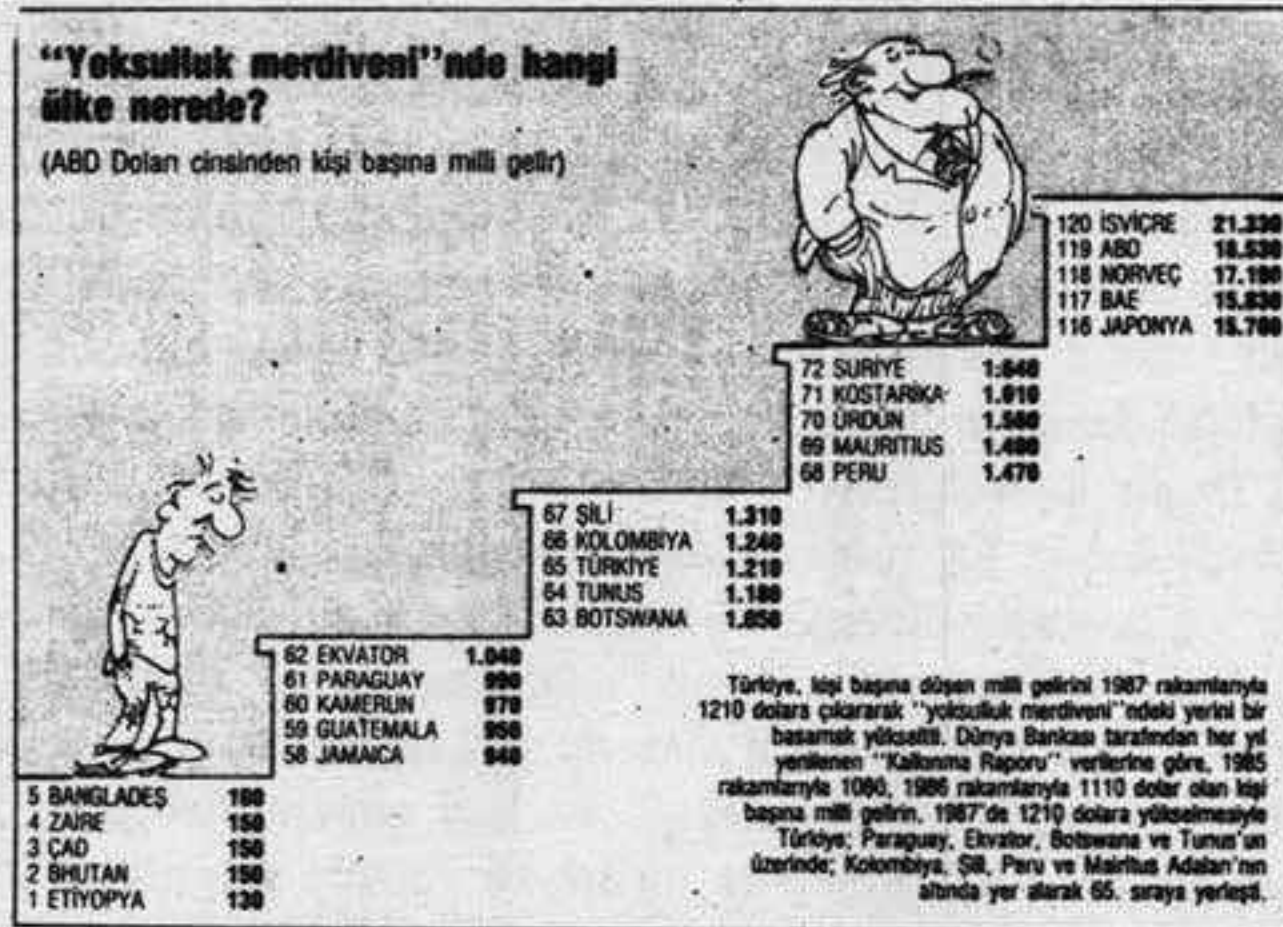 “Yoksulluk merdiveni”nde hangi
ülke nerede?
(ABD Doları cinsinden kişi başına milli gelir)
120 İSVİÇRE 21.330
119 ABD 18.530
118 NORVEÇ 17.190
117 BAE 15.830
116 JAPONYA 15.760
72 SURİYE 1.640
71 KOSTARİKA 1.610
70 ÜRDÜN 1.560
69 MAURITIUS 1.490
68 PERU 1.470
67 ŞİLİ 1.310
66 KOLOMBİYA 1.240
65 TÜRKİYE 1.210
64 TUNUS 1.180
63 BOTSWANA 1.050
62 EKVATOR 1.040
61 PARAGUAY 990
60 KAMERUN 970
59 GUATEMALA 950
58 JAMAICA 940
5 BANGLADEŞ 160
4 ZAIRE 150
3 ÇAD 150
2 BHUTAN 150
1 ETİYOPYA 130
Türkiye, kişi başına düşen milli gelirini 1987 rakamlarıyla
1210 dolara çıkararak “yoksulluk merdiveni”ndeki yerini bir
basamak yükseltti. Dünya Bankası tarafından her yıl
yenilenen “Kalkınma Raporu” verilerine göre, 1985
rakamlarıyla 1080, 1986 rakamlarıyla 1110 dolar olan kişi
başına milli gelirin, 1987’de 1210 dolara yükselmesiyle
Türkiye; Paraguay, Ekvator, Botswana ve Tunus’un
üzerinde; Kolombiya, Şili, Peru ve Mairitus Adaları’nın
altında yer alarak 65. sıraya yerleşti.